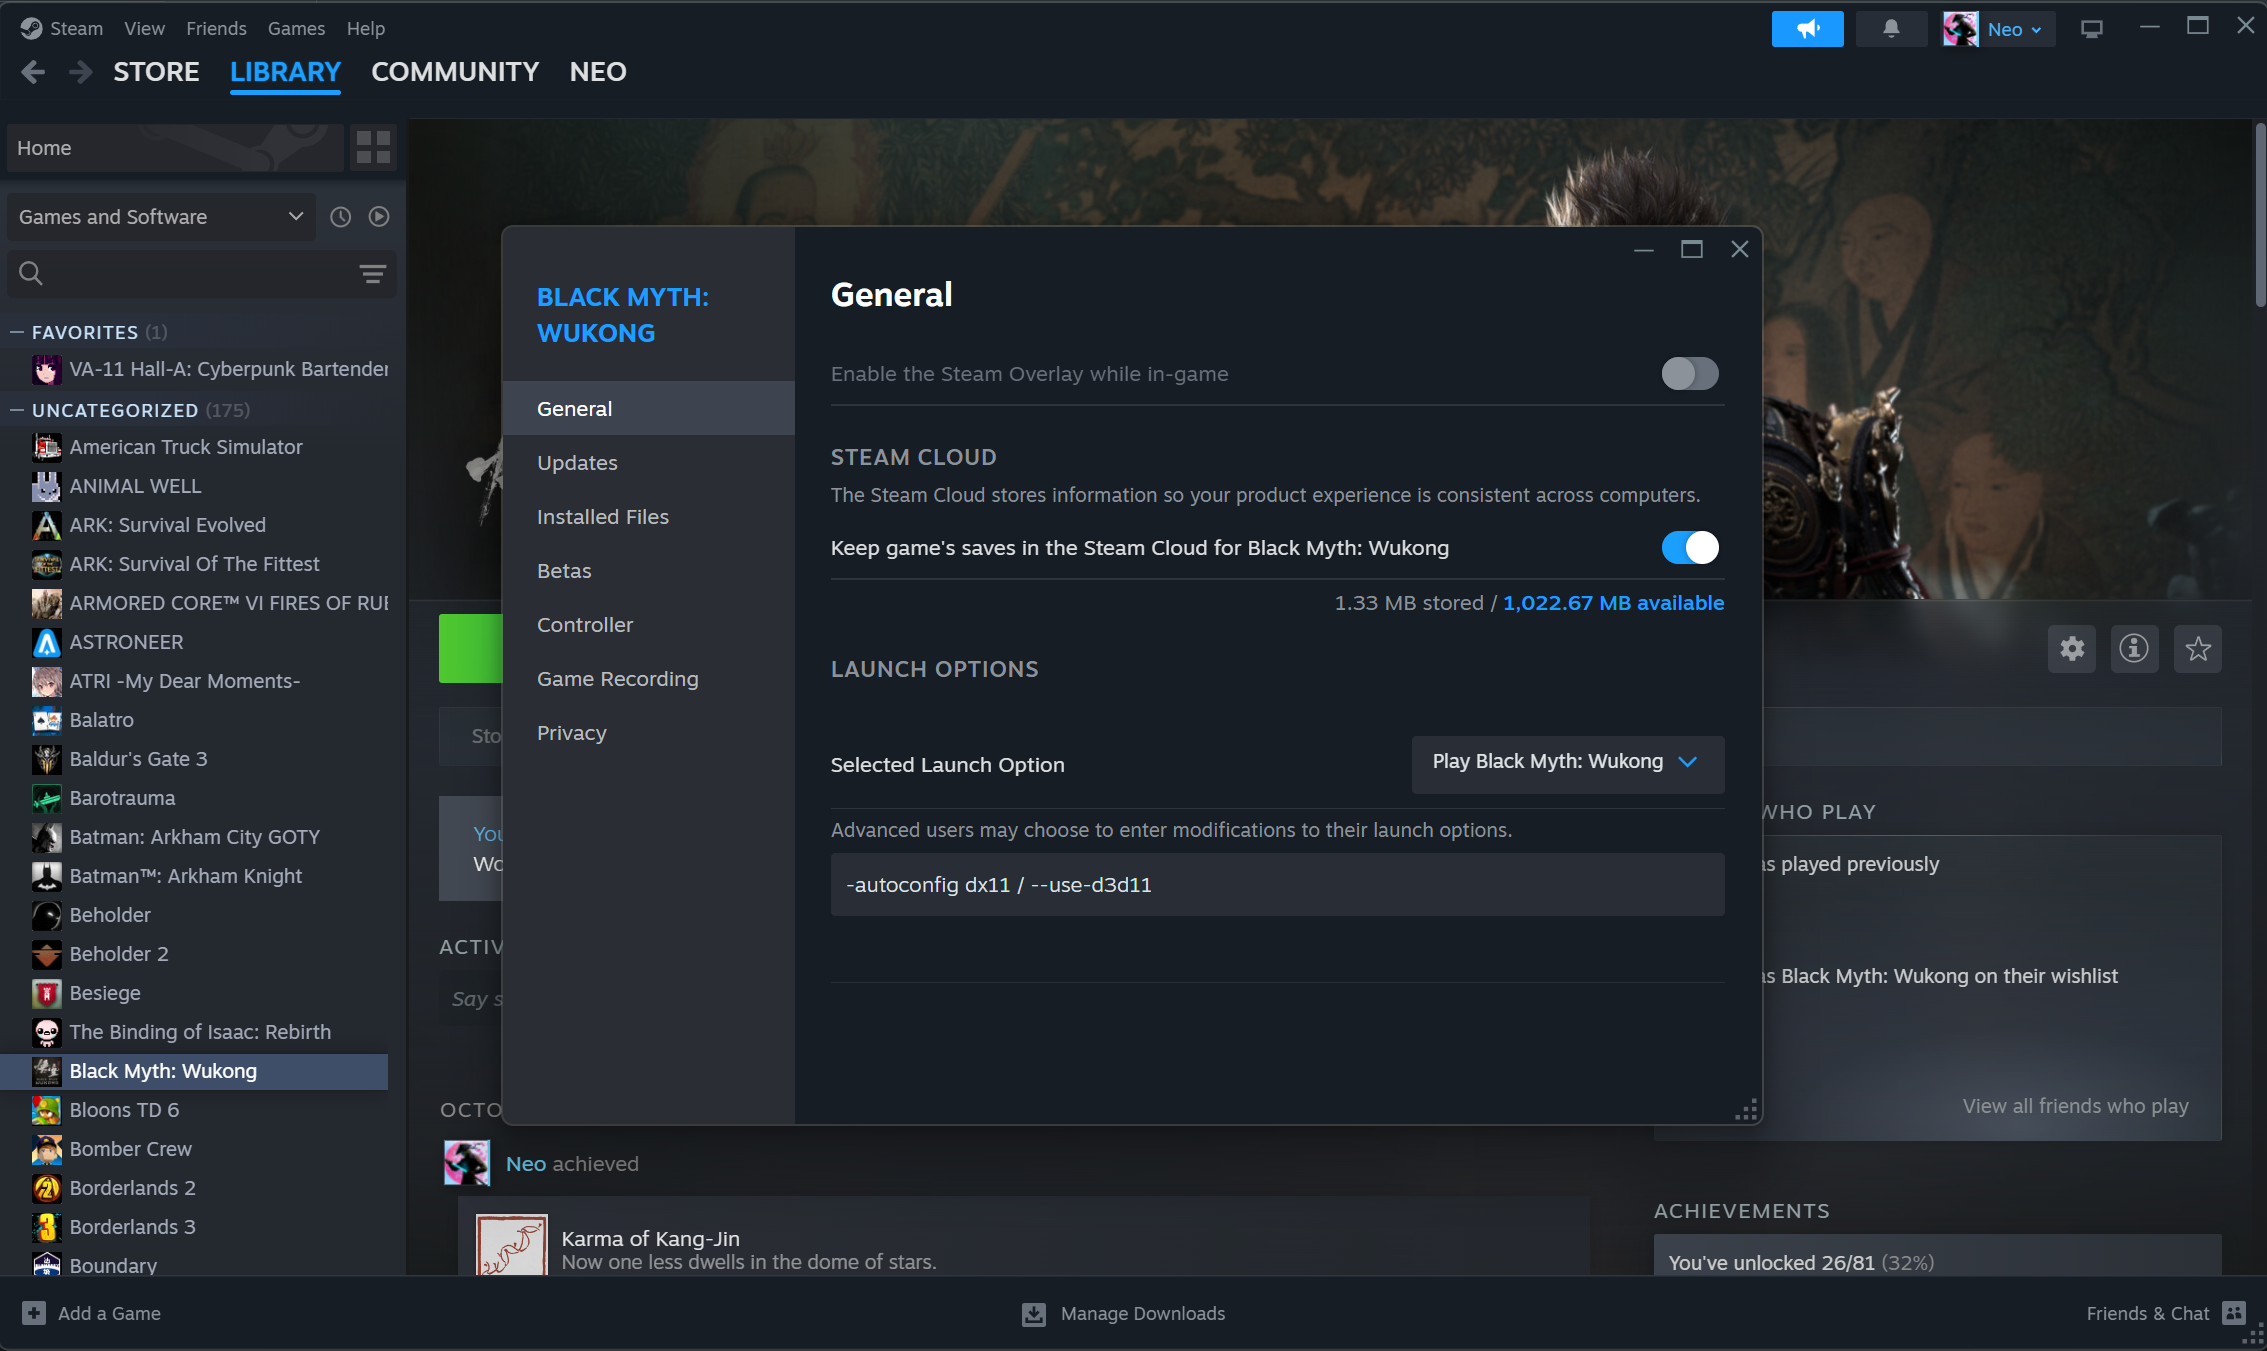 Steam
View
Friends
Games
Help
Neo
STORE
LIBRARY
COMMUNITY
NEO
Home
Games and Software
FAVORITES (1)
VA-11 Hall-A: Cyberpunk Bartender
UNCATEGORIZED (175)
American Truck Simulator
ANIMAL WELL
ARK: Survival Evolved
ARK: Survival Of The Fittest
ARMORED CORE™ VI FIRES OF RUB
ASTRONEER
ATRI -My Dear Moments-
Balatro
Baldur's Gate 3
Barotrauma
Batman: Arkham City GOTY
Batman™: Arkham Knight
Beholder
Beholder 2
Besiege
The Binding of Isaac: Rebirth
Black Myth: Wukong
Bloons TD 6
Bomber Crew
Borderlands 2
Borderlands 3
Boundary
BLACK MYTH:
WUKONG
General
Updates
Installed Files
Betas
Controller
Game Recording
Privacy
General
Enable the Steam Overlay while in-game
STEAM CLOUD
The Steam Cloud stores information so your product experience is consistent across computers.
Keep game's saves in the Steam Cloud for Black Myth: Wukong
1.33 MB stored / 1,022.67 MB available
LAUNCH OPTIONS
Selected Launch Option
Play Black Myth: Wukong
Advanced users may choose to enter modifications to their launch options.
-autoconfig dx11 / --use-d3d11
Sto
You
Wo
ACTIV
Say s
OCTO
WHO PLAY
as played previously
as Black Myth: Wukong on their wishlist
View all friends who play
Neo achieved
Karma of Kang-Jin
Now one less dwells in the dome of stars.
ACHIEVEMENTS
You've unlocked 26/81 (32%)
Add a Game
Manage Downloads
Friends & Chat